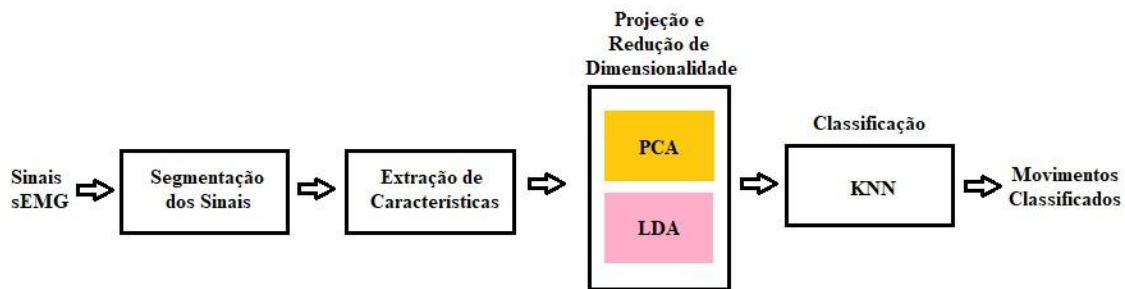 Sinais
sEMG
Segmentação
dos Sinais
Extração de
Características
Projeção e
Redução de
Dimensionalidade
PCA
LDA
Classificação
KNN
Movimentos
Classificados